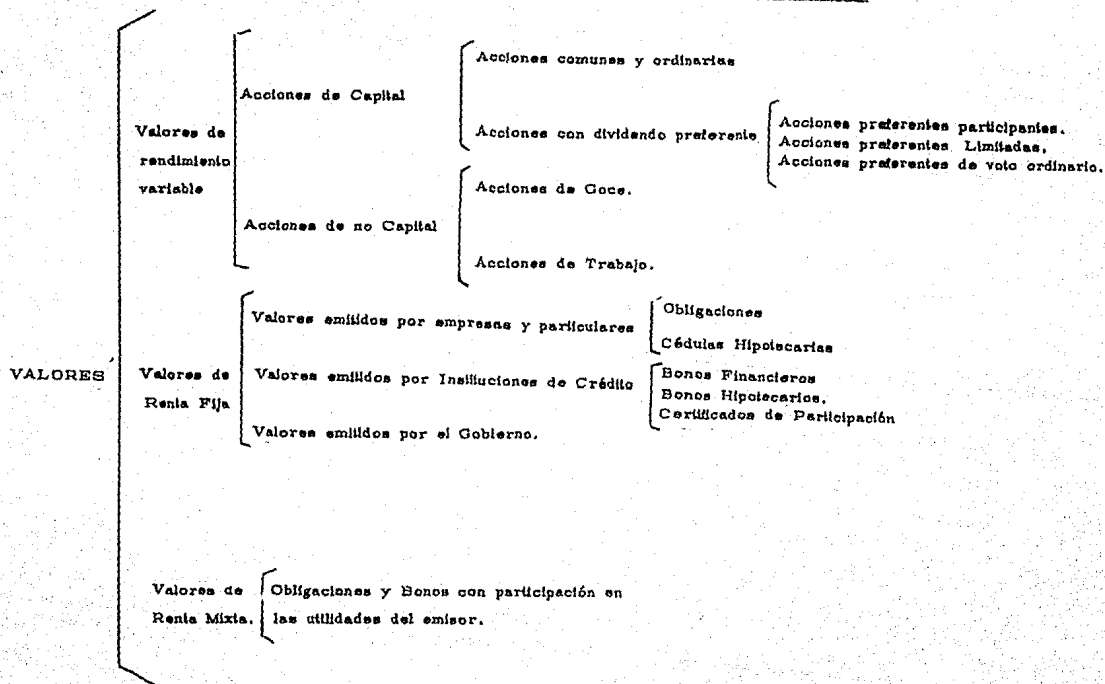 Acciones comunes y ordinarias
Acciones de Capital
Acciones con dividendo preferente
Acciones preferentes participantes.
Acciones preferentes Limitadas.
Acciones preferentes de voto ordinario.
Valores de
rendimiento
variable
Acciones de Goce.
Acciones de no Capital
Acciones de Trabajo.
Valores emitidos por empresas y particulares
Obligaciones
Cédulas Hipotecarias
VALORES
Valores de
Renta Fija
Valores emitidos por Instituciones de Crédito
Bonos Financieros
Bonos Hipotecarios.
Certificados de Participación
Valores emitidos por el Gobierno.
Valores de
Renta Mixta.
Obligaciones y Bonos con participación en
las utilidades del emisor.